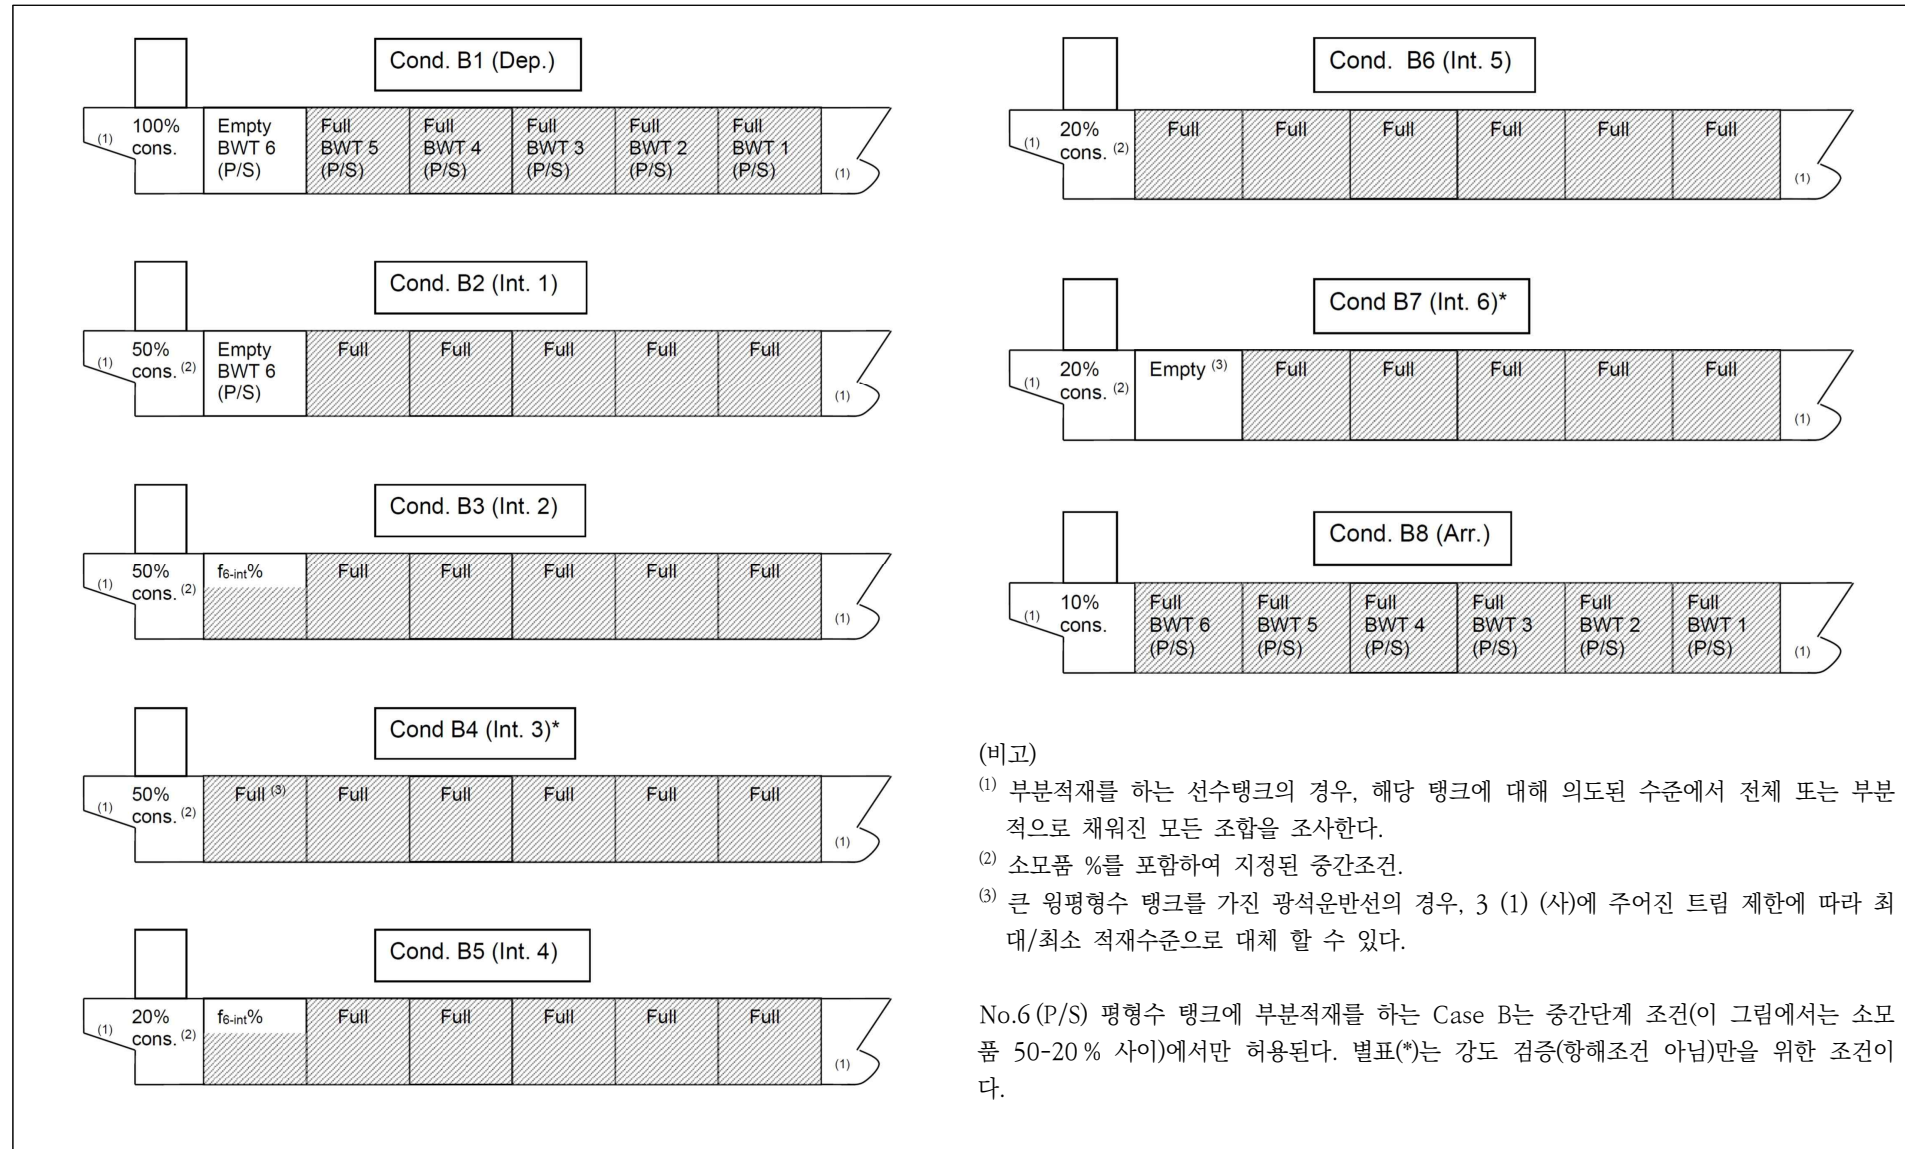 Cond. B1 (Dep.)
(1)
100%
cons.
Empty
BWT 6
(P/S)
Full
BWT 5
(P/S)
Full
BWT 4
(P/S)
Full
BWT 3
(P/S)
Full
BWT 2
(P/S)
Full
BWT 1
(P/S)
(1)
Cond. B2 (Int. 1)
(1)
50%
cons. (2)
Empty
BWT 6
(P/S)
Full
Full
Full
Full
Full
(1)
Cond. B3 (Int. 2)
(1)
50%
cons. (2)
f6-int%
Full
Full
Full
Full
Full
(1)
Cond B4 (Int. 3)*
(1)
50%
cons. (2)
Full (3)
Full
Full
Full
Full
Full
(1)
Cond. B5 (Int. 4)
(1)
20%
cons. (2)
f6-int%
Full
Full
Full
Full
Full
(1)
Cond. B6 (Int. 5)
(1)
20%
cons. (2)
Full
Full
Full
Full
Full
Full
(1)
Cond B7 (Int. 6)*
(1)
20%
cons. (2)
Empty (3)
Full
Full
Full
Full
Full
(1)
Cond. B8 (Arr.)
(1)
10%
cons.
Full
BWT 6
(P/S)
Full
BWT 5
(P/S)
Full
BWT 4
(P/S)
Full
BWT 3
(P/S)
Full
BWT 2
(P/S)
Full
BWT 1
(P/S)
(1)
(비고)
(1) 부분적재를 하는 선수탱크의 경우, 해당 탱크에 대해 의도된 수준에서 전체 또는 부분
적으로 채워진 모든 조합을 조사한다.
(2) 소모품 %를 포함하여 지정된 중간조건.
(3) 큰 윙평형수 탱크를 가진 광석운반선의 경우, 3 (1) (사)에 주어진 트림 제한에 따라 최
대/최소 적재수준으로 대체 할 수 있다.
No.6 (P/S) 평형수 탱크에 부분적재를 하는 Case B는 중간단계 조건(이 그림에서는 소모
품 50-20 % 사이)에서만 허용된다. 별표(*)는 강도 검증(항해조건 아님)만을 위한 조건이
다.